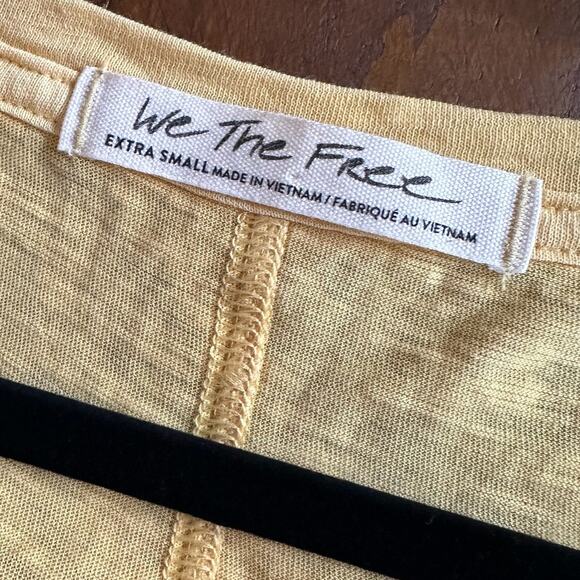 We The Free
EXTRA SMALL MADE IN VIETNAM / FABRIQUÉ AU VIETNAM